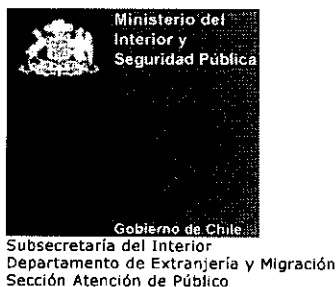 Ministerio del
Interior y
Seguridad Pública
Gobierno de Chile
Subsecretaría del Interior
Departamento de Extranjería y Migración
Sección Atención de Público